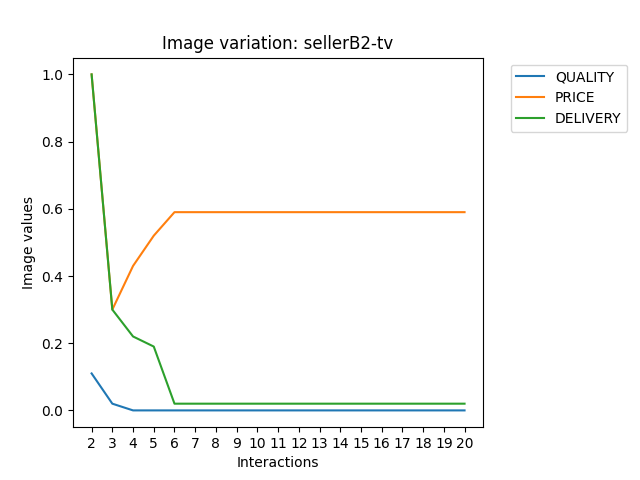 Image variation: sellerB2-tv
QUALITY
PRICE
DELIVERY
Image values
1.0
0.8
0.6
0.4
0.2
0.0
2 3 4 5 6 7 8 9 10 11 12 13 14 15 16 17 18 19 20
Interactions